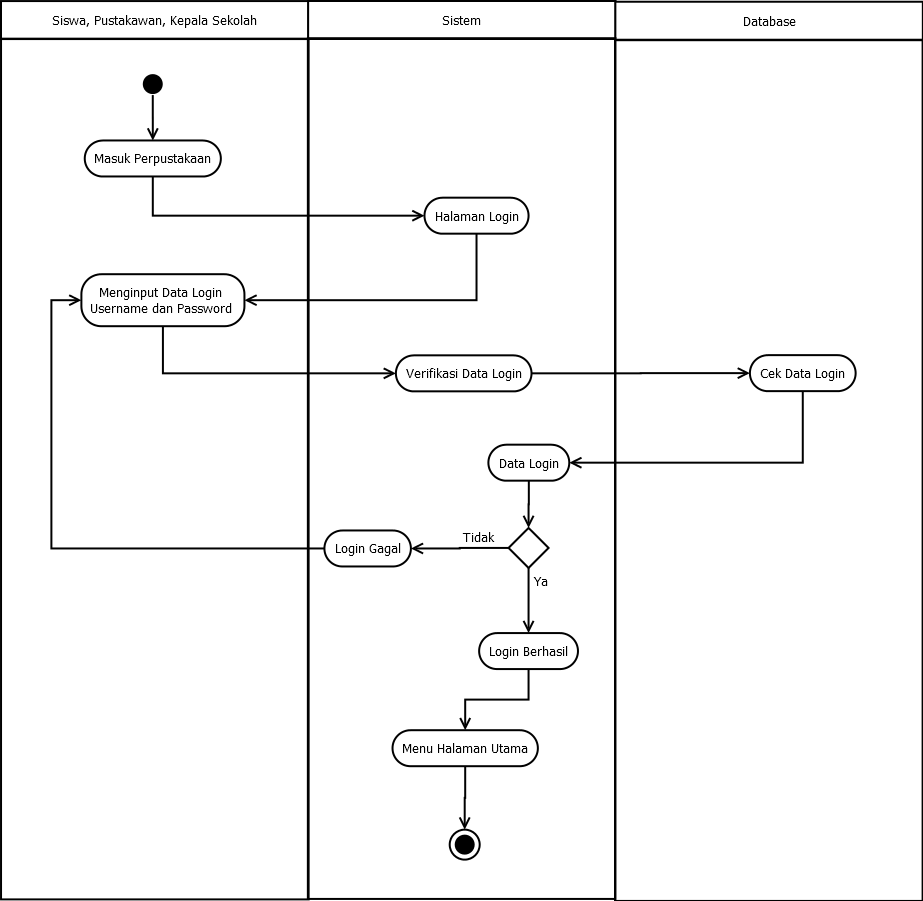 Siswa, Pustakawan, Kepala Sekolah
Sistem
Database
Masuk Perpustakaan
Halaman Login
Menginput Data Login
Username dan Password
Verifikasi Data Login
Cek Data Login
Data Login
Tidak
Login Gagal
Ya
Login Berhasil
Menu Halaman Utama